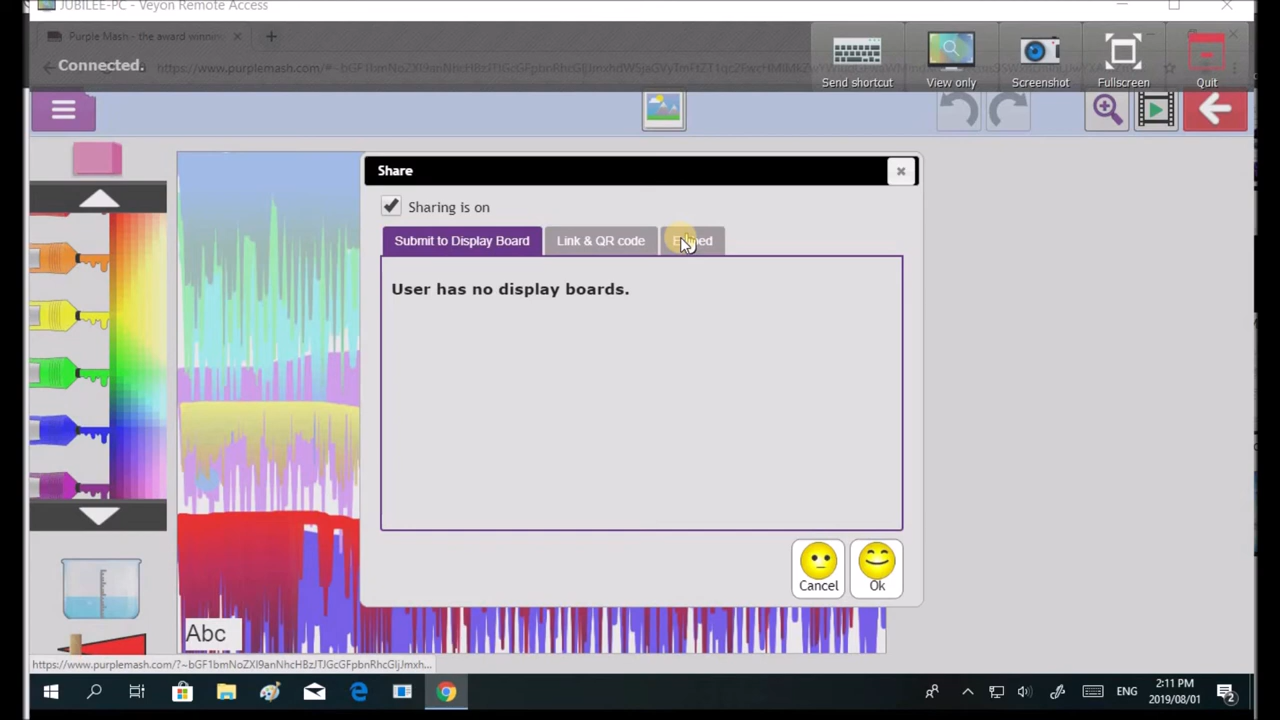 JUBILEE-PC - Veyon Remote Access
Purple Mash - the award winnin
Connected.
Send shortcut
View only
Screenshot
Fullscreen
Quit
Share
Sharing is on
Submit to Display Board
Link & QR code
User has no display boards.
Cancel
Ok
Abc
ENG
2:11 PM
2019/08/01
2